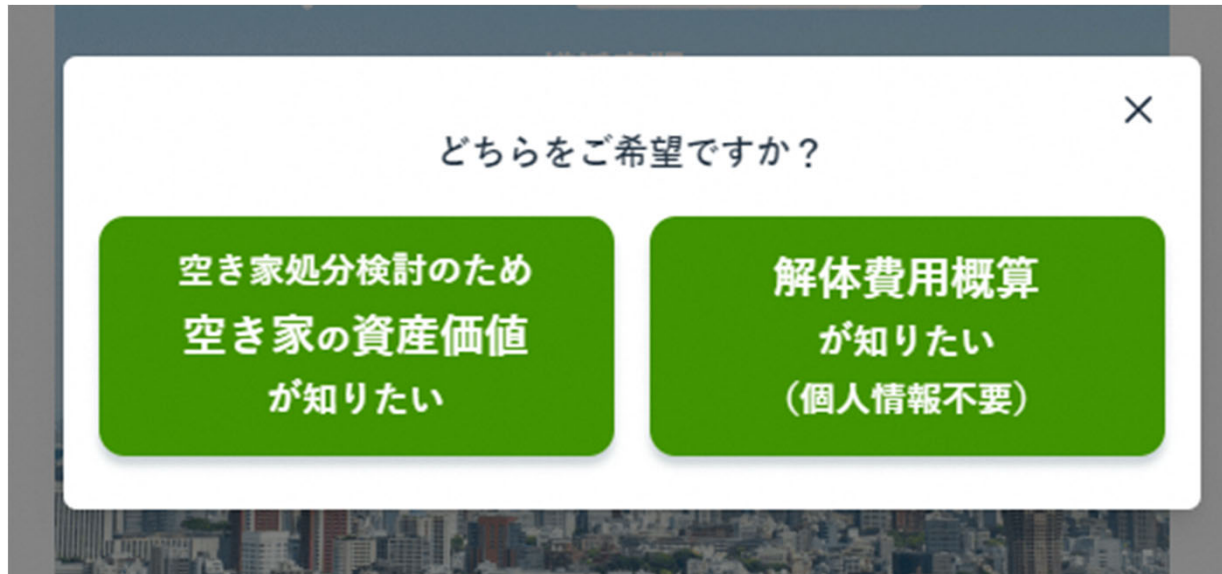 どちらをご希望ですか？
空き家処分検討のため
空き家の資産価値
が知りたい
解体費用概算
が知りたい
（個人情報不要）